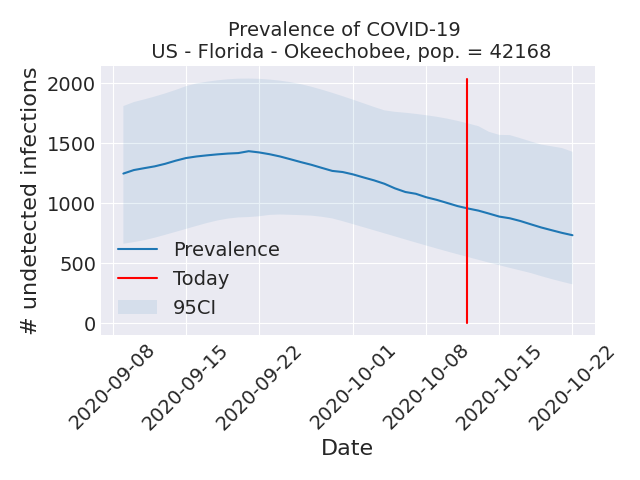 Prevalence of COVID-19
US - Florida - Okeechobee, pop. = 42168
# undetected infections
2000
1500
1000
500
0
Prevalence
Today
95CI
2020-09-08
2020-09-15
2020-09-22
2020-10-01
2020-10-08
2020-10-15
2020-10-22
Date